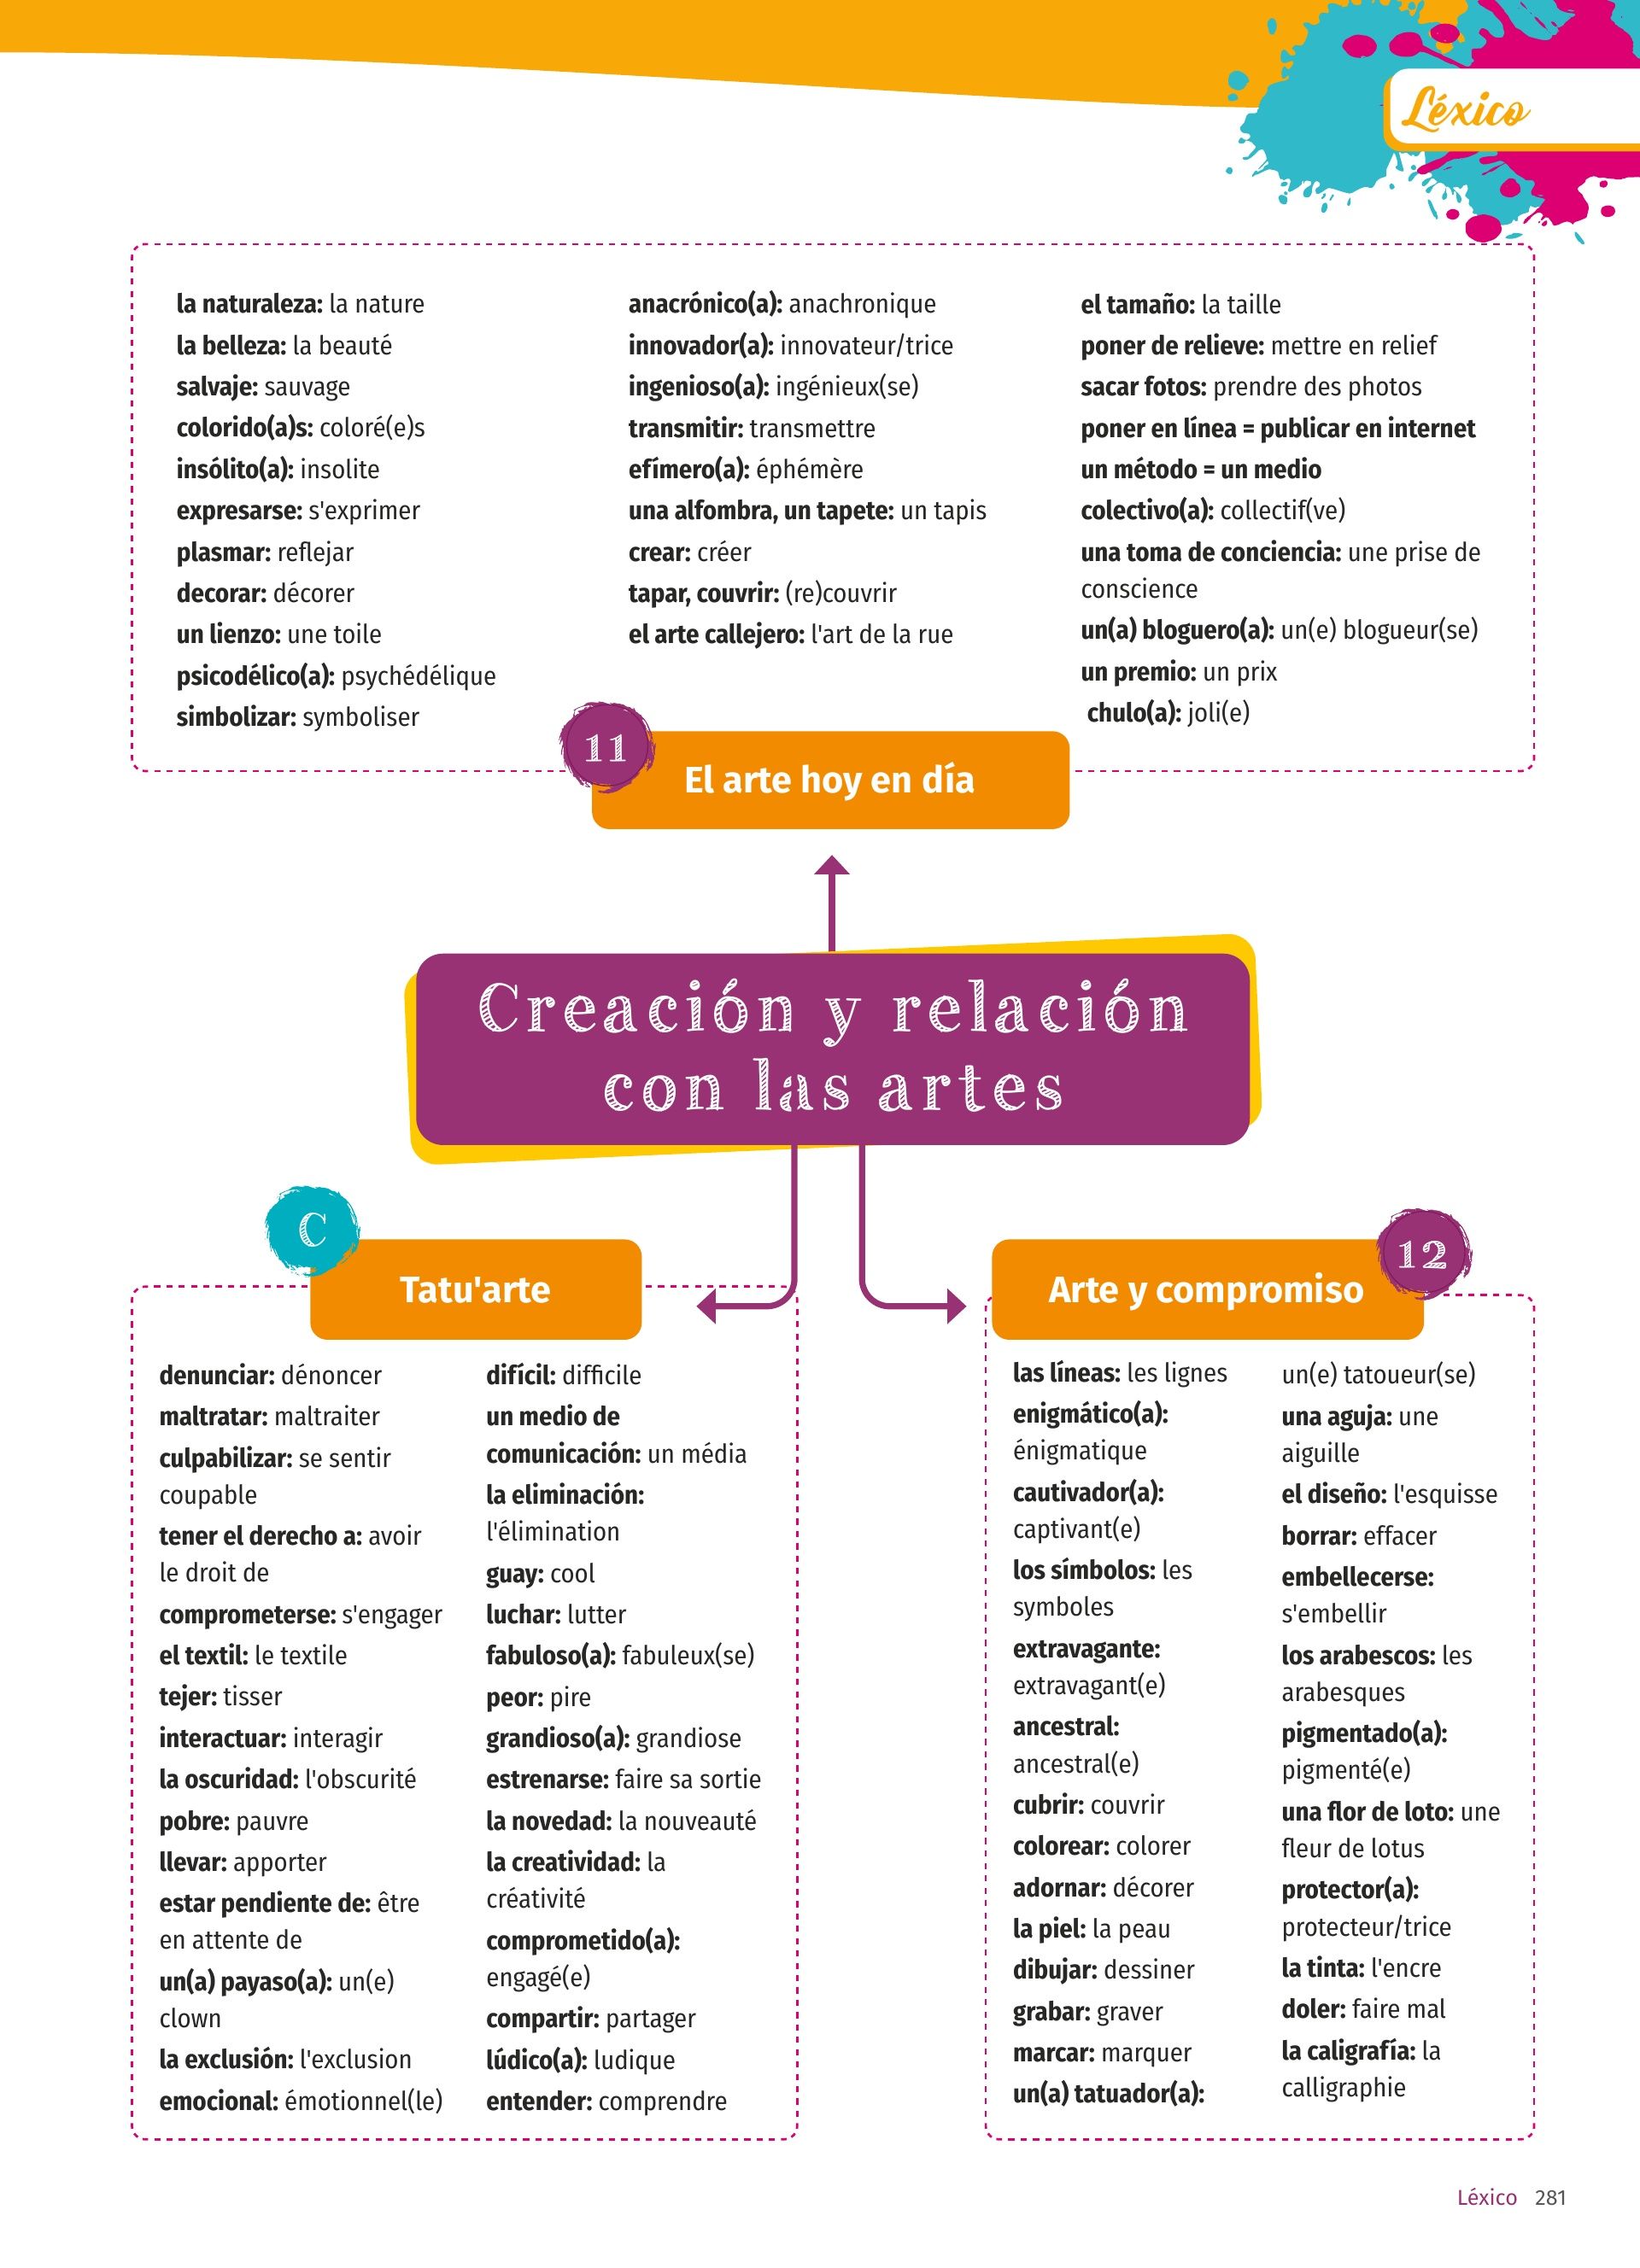 Léxico
la naturaleza: la nature
la belleza: la beauté
salvaje: sauvage
colorido(a)s: coloré(e)s
insólito(a): insolite
expresarse: s'exprimer
plasmar: reflejar
decorar: décorer
un lienzo: une toile
psicodélico(a): psychédélique
simbolizar: symboliser
anacrónico(a): anachronique
innovador(a): innovateur/trice
ingenioso(a): ingénieux(se)
transmitir: transmettre
efímero(a): éphémère
una alfombra, un tapete: un tapis
crear: créer
tapar, couvrir: (re)couvrir
el arte callejero: l'art de la rue
el tamaño: la taille
poner de relieve: mettre en relief
sacar fotos: prendre des photos
poner en línea = publicar en internet
un método = un medio
colectivo(a): collectif(ve)
una toma de conciencia: une prise de
conscience
un(a) bloguero(a): un(e) blogueur(se)
un premio: un prix
chulo(a): joli(e)
11
El arte hoy en día
Creación y relación
con las artes
C
Tatu'arte
denunciar: dénoncer
maltratar: maltraiter
culpabilizar: se sentir
coupable
tener el derecho a: avoir
le droit de
comprometerse: s'engager
el textil: le textile
tejer: tisser
interactuar: interagir
la oscuridad: l'obscurité
pobre: pauvre
llevar: apporter
estar pendiente de: être
en attente de
un(a) payaso(a): un(e)
clown
la exclusión: l'exclusion
emocional: émotionnel(le)
difícil: difficile
un medio de
comunicación: un média
la eliminación:
l'élimination
guay: cool
luchar: lutter
fabuloso(a): fabuleux(se)
peor: pire
grandioso(a): grandiose
estrenarse: faire sa sortie
la novedad: la nouveauté
la creatividad: la
créativité
comprometido(a):
engagé(e)
compartir: partager
lúdico(a): ludique
entender: comprendre
12
Arte y compromiso
las líneas: les lignes
enigmático(a):
énigmatique
cautivador(a):
captivant(e)
los símbolos: les
symboles
extravagante:
extravagant(e)
ancestral:
ancestral(e)
cubrir: couvrir
colorear: colorer
adornar: décorer
la piel: la peau
dibujar: dessiner
grabar: graver
marcar: marquer
un(a) tatuador(a):
un(e) tatoueur(se)
una aguja: une
aiguille
el diseño: l'esquisse
borrar: effacer
embellecerse:
s'embellir
los arabescos: les
arabesques
pigmentado(a):
pigmenté(e)
una flor de loto: une
fleur de lotus
protector(a):
protecteur/trice
la tinta: l'encre
doler: faire mal
la caligrafía: la
calligraphie
Léxico 281